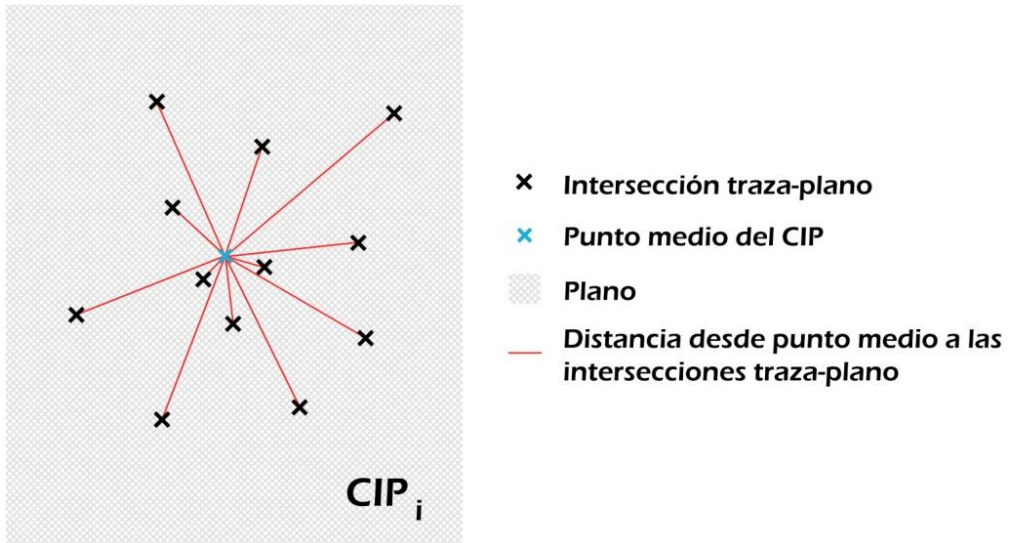 CIP i
Intersección traza-plano
Punto medio del CIP
Plano
Distancia desde punto medio a las
intersecciones traza-plano